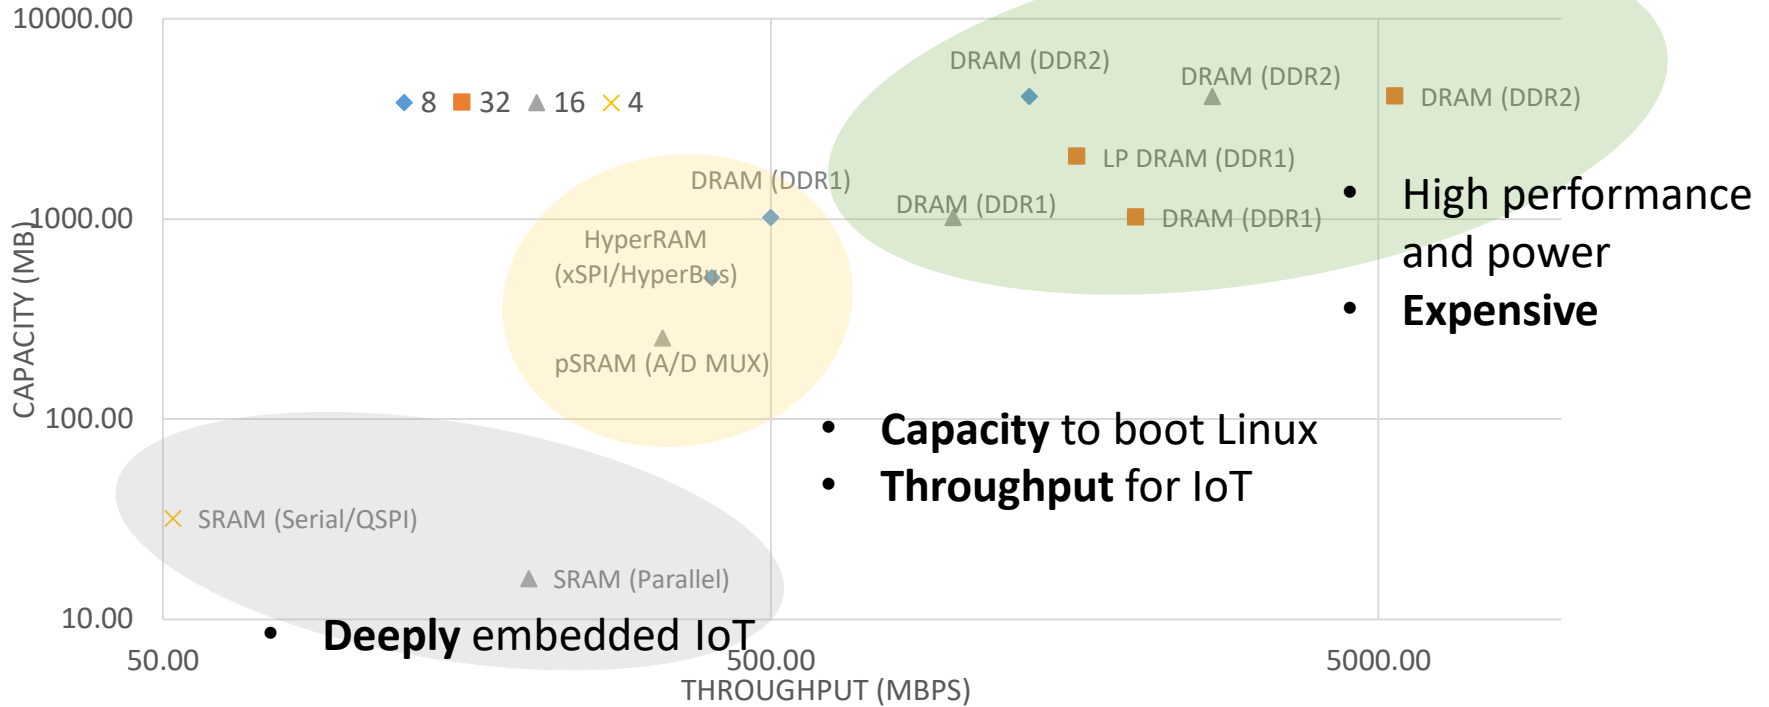 10000.00
1000.00
100.00
10.00
CAPACITY (MB)
8 32 16 4
DRAM (DDR2)
DRAM (DDR2)
DRAM (DDR2)
LP DRAM (DDR1)
DRAM (DDR1)
DRAM (DDR1)
DRAM (DDR1)
HyperRAM
(xSPI/HyperBus)
pSRAM (A/D MUX)
• High performance
and power
• Expensive
• Capacity to boot Linux
• Throughput for IoT
SRAM (Serial/QSPI)
SRAM (Parallel)
• Deeply embedded IoT
50.00 500.00 5000.00
THROUGHPUT (MBPS)